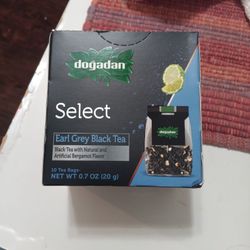 doğadan
Select
Earl Grey Black Tea
Black Tea with Natural and
Artificial Bergamot Flavor
10 Tea Bags
NET WT 0.7 OZ (20 g)
doğadan